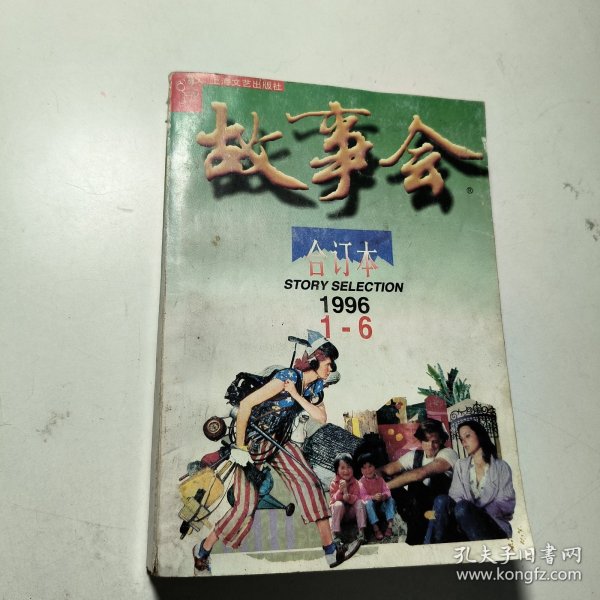 上海文艺出版社
故事会
®
合订本
STORY SELECTION
1996
1-6
孔夫子旧书网
www.kongfz.com